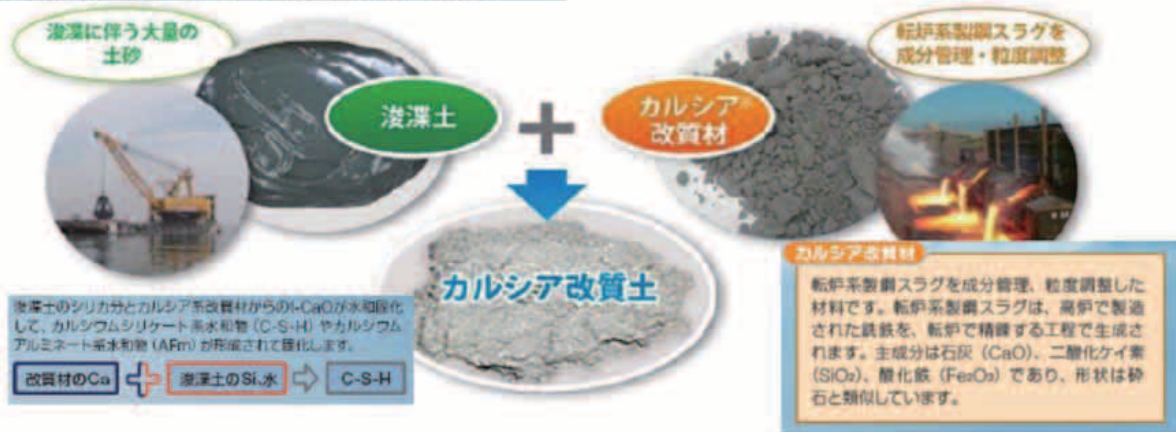 浚渫に伴う大量の
土砂
浚渫土
+
カルシア®
改質材
転炉系製鋼スラグを
成分管理・粒度調整
カルシア改質土
浚渫土のシリカ分とカルシア系改質材からのf-CaOが水和固化
して、カルシウムシリケート系水和物（C-S-H）やカルシウム
アルミネート系水和物（AFm）が形成されて固化します。
改質材のCa
浚渫土のSi、水
C-S-H
カルシア改質材
転炉系製鋼スラグを成分管理、粒度調整した
材料です。転炉系製鋼スラグは、高炉で製造
された銑鉄を、転炉で精錬する工程で生成さ
れます。主成分は石灰（CaO）、二酸化ケイ素
（SiO₂）、酸化鉄（Fe₂O₃）であり、形状は砕
石と類似しています。